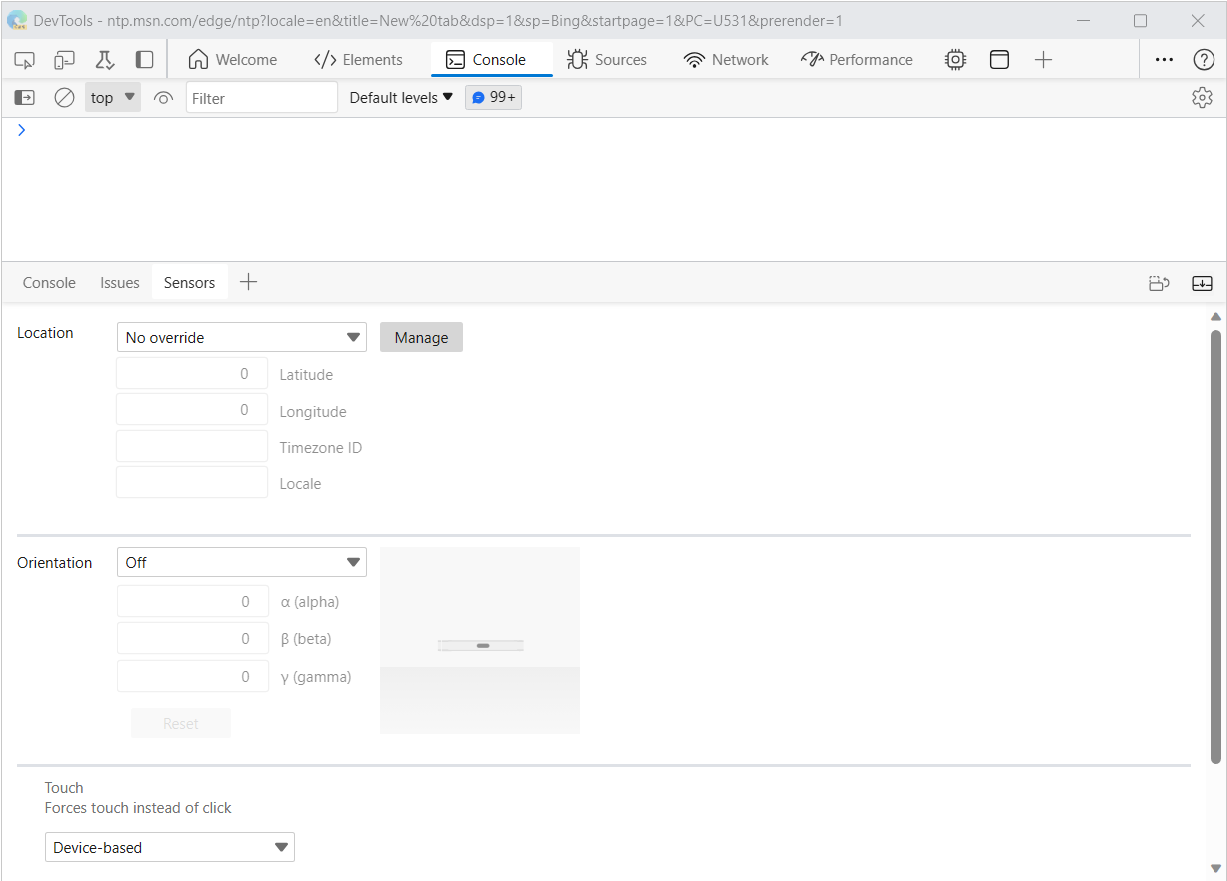 DevTools - ntp.msn.com/edge/ntp?locale=en&title=New%20tab&dsp=1&sp=Bing&startpage=1&PC=U531&prerender=1
Welcome Elements Console Sources Network Performance
top Filter Default levels 99+
Console Issues Sensors
Location No override Manage
0 Latitude
0 Longitude
Timezone ID
Locale
Orientation Off
0 α (alpha)
0 β (beta)
0 γ (gamma)
Reset
Touch
Forces touch instead of click
Device-based